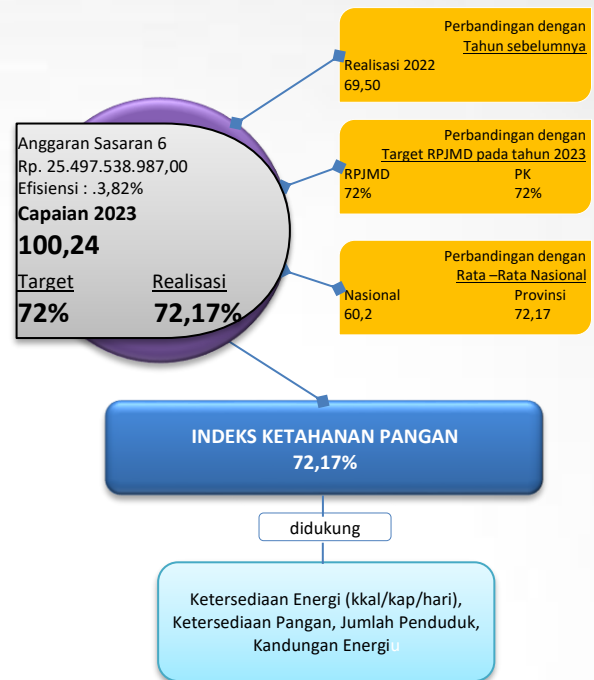 Perbandingan dengan
Tahun sebelumnya
Realisasi 2022
69,50
Anggaran Sasaran 6
Rp. 25.497.538.987,00
Efisiensi : .3,82%
Capaian 2023
100,24
Target Realisasi
72% 72,17%
Perbandingan dengan
Target RPJMD pada tahun 2023
RPJMD PK
72% 72%
Perbandingan dengan
Rata –Rata Nasional
Nasional Provinsi
60,2 72,17
INDEKS KETAHANAN PANGAN
72,17%
didukung
Ketersediaan Energi (kkal/kap/hari),
Ketersediaan Pangan, Jumlah Penduduk,
Kandungan Energiu